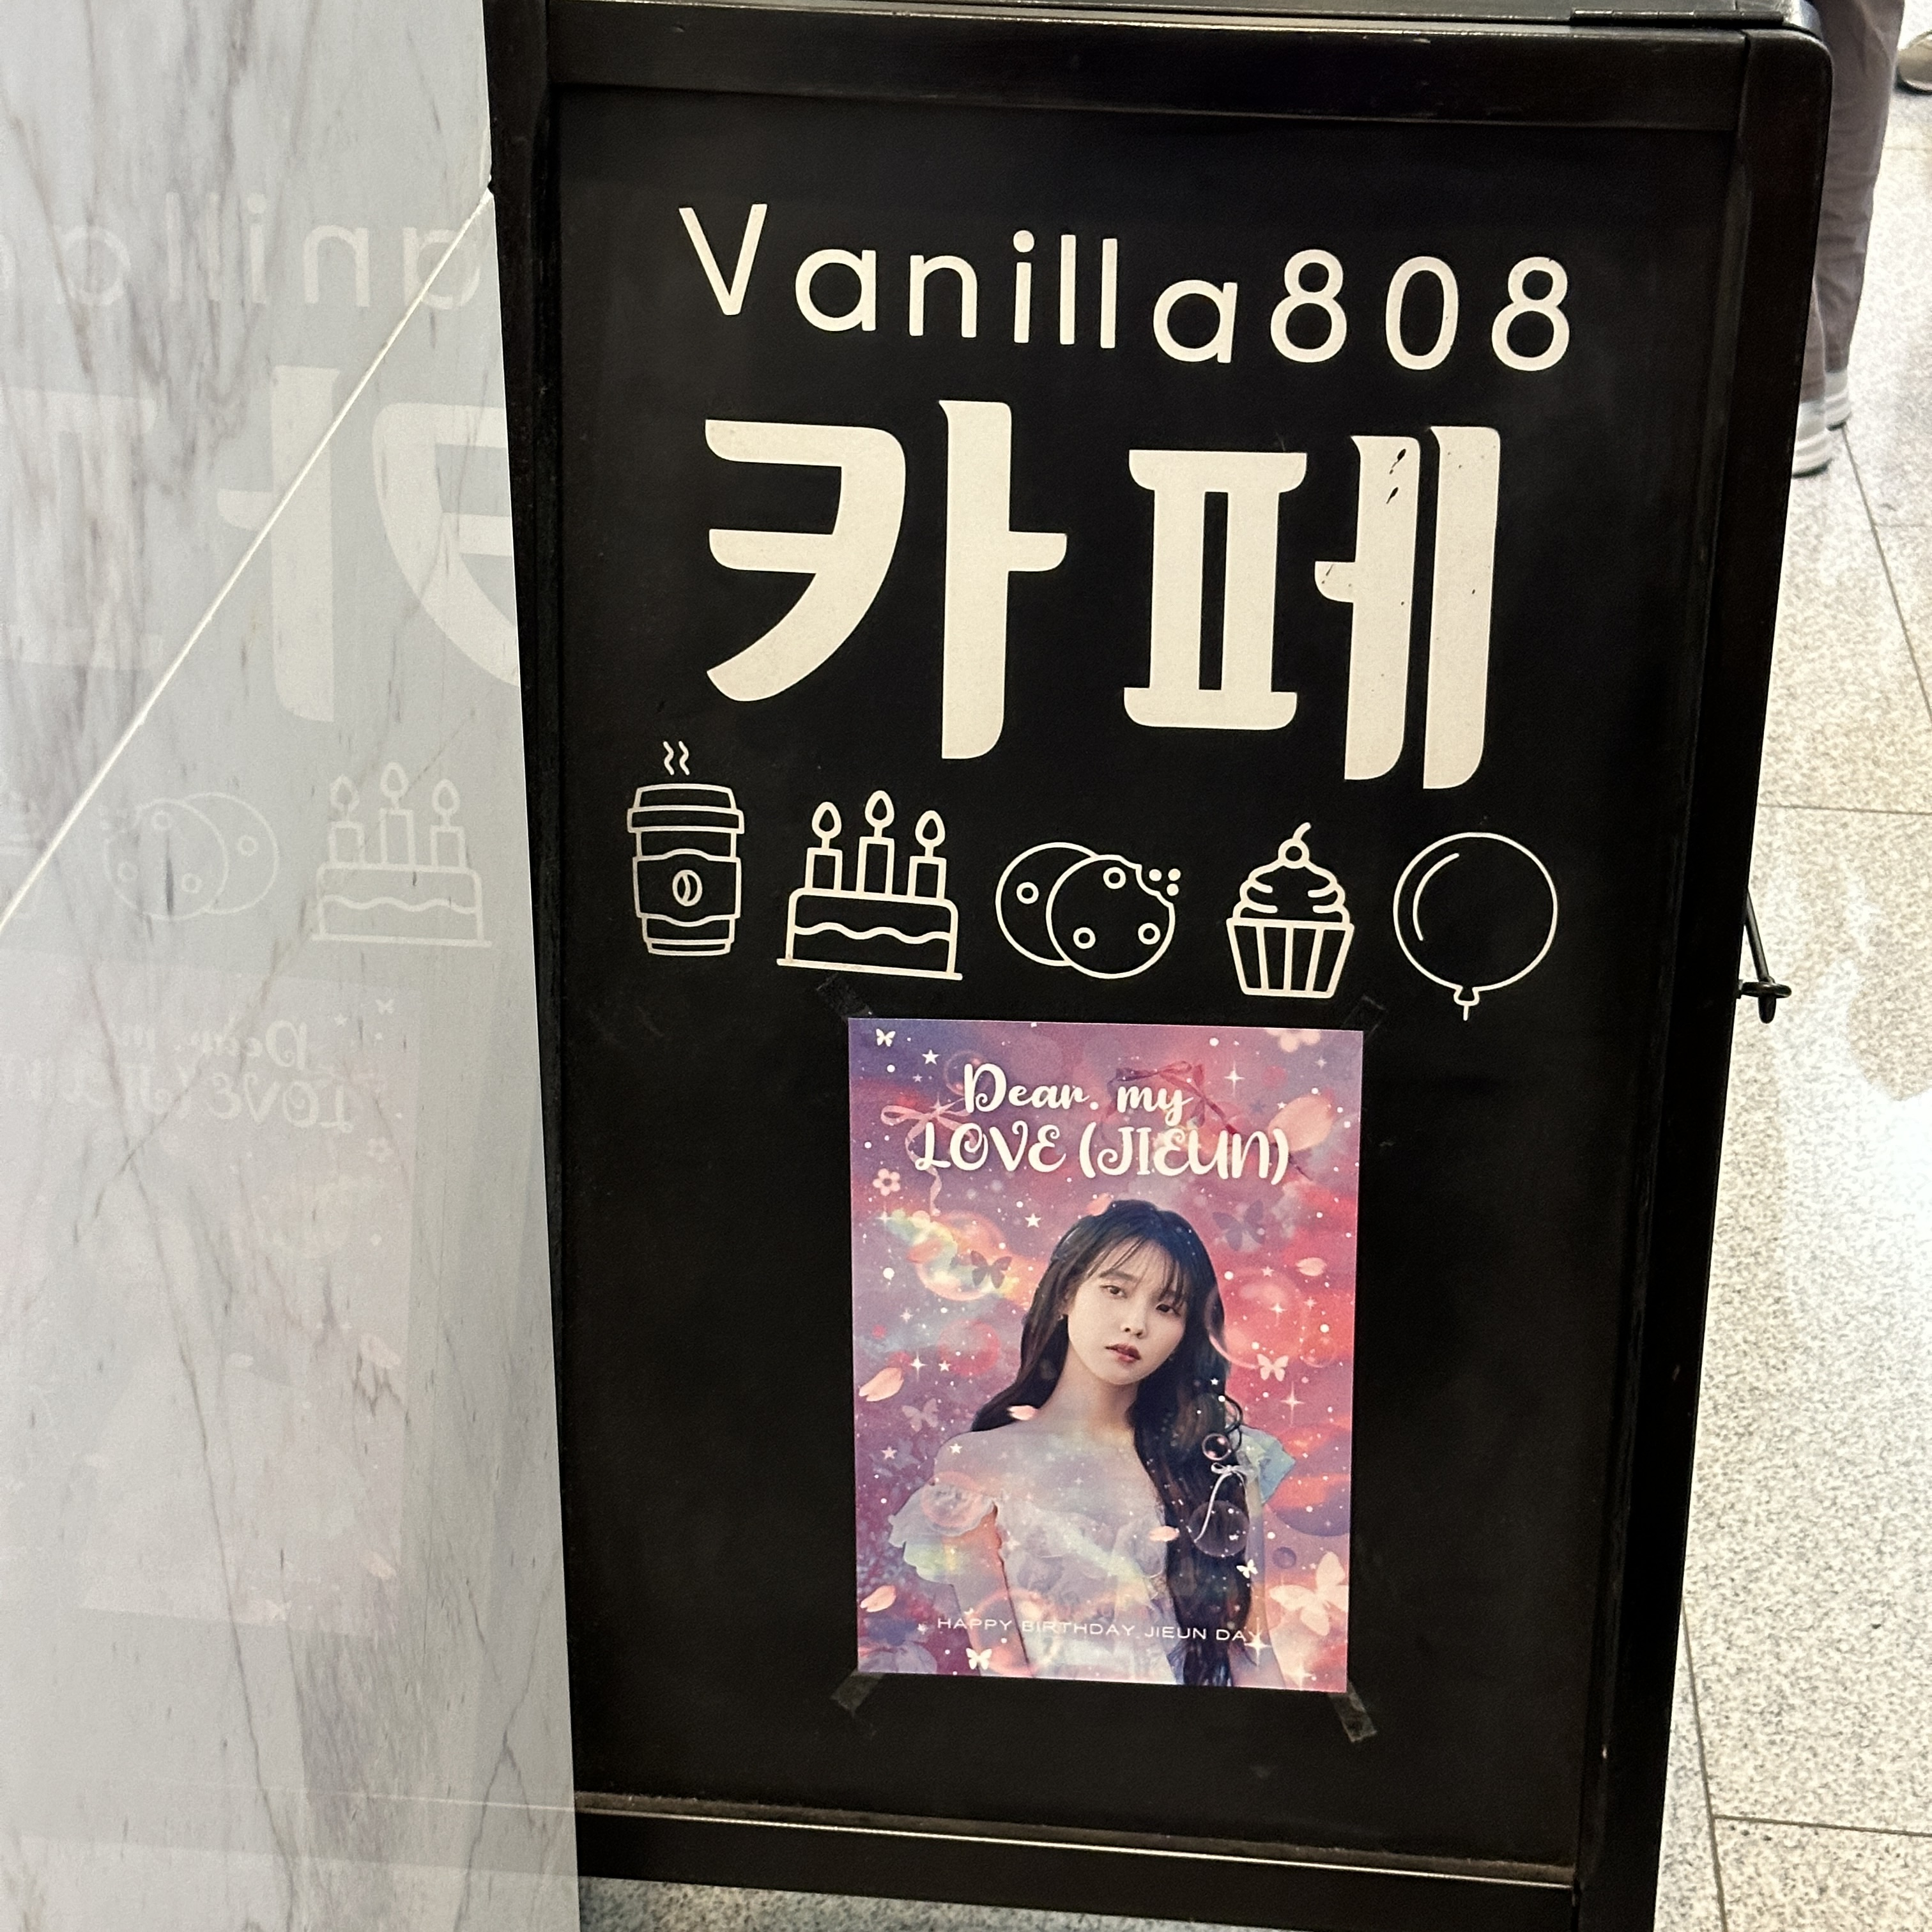 Vanilla808
카페
Dear. my
LOVE (JIEUN)
HAPPY BIRTHDAY JIEUN DAY